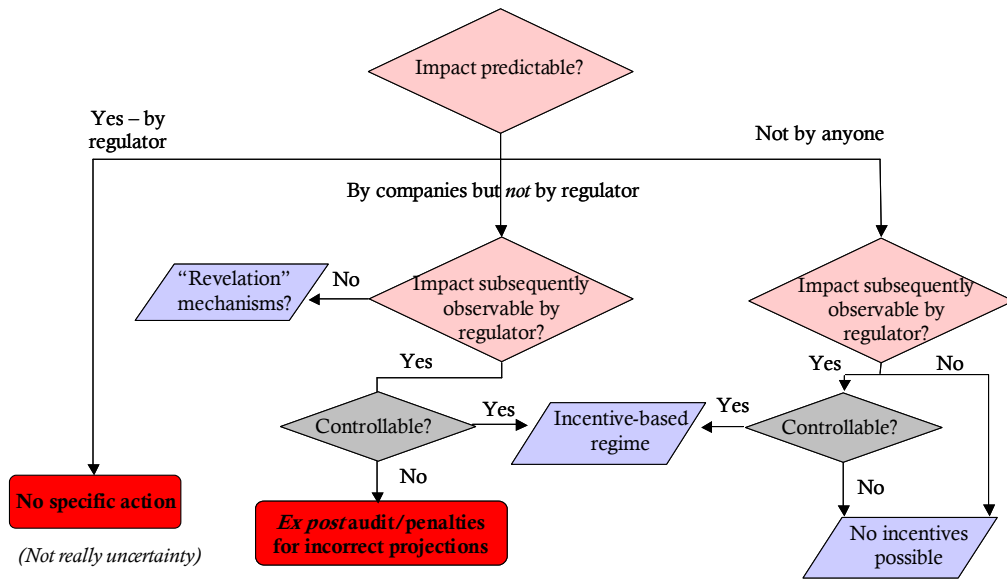 Impact predictable?
Yes – by
regulator
Not by anyone
By companies but not by regulator
“Revelation”
mechanisms?
No
Impact subsequently
observable by
regulator?
Impact subsequently
observable by
regulator?
Yes
Yes
No
Controllable?
Yes
Incentive-based
regime
Yes
Controllable?
No
No
No specific action
Ex post audit/penalties
for incorrect projections
No incentives
possible
(Not really uncertainty)